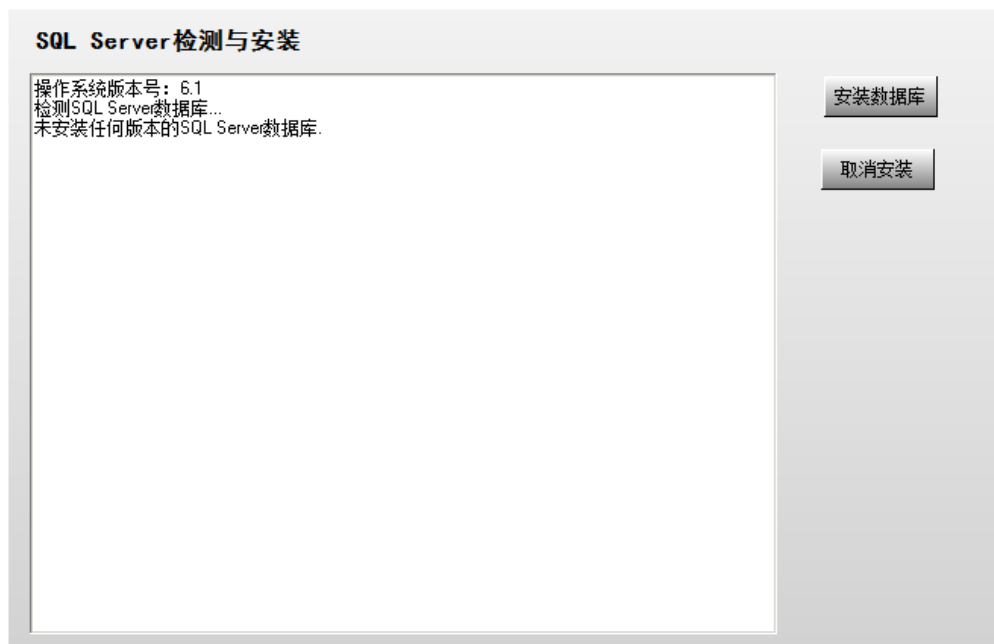 SQL Server检测与安装
操作系统版本号：6.1
检测SQL Server数据库...
未安装任何版本的SQL Server数据库.
安装数据库
取消安装